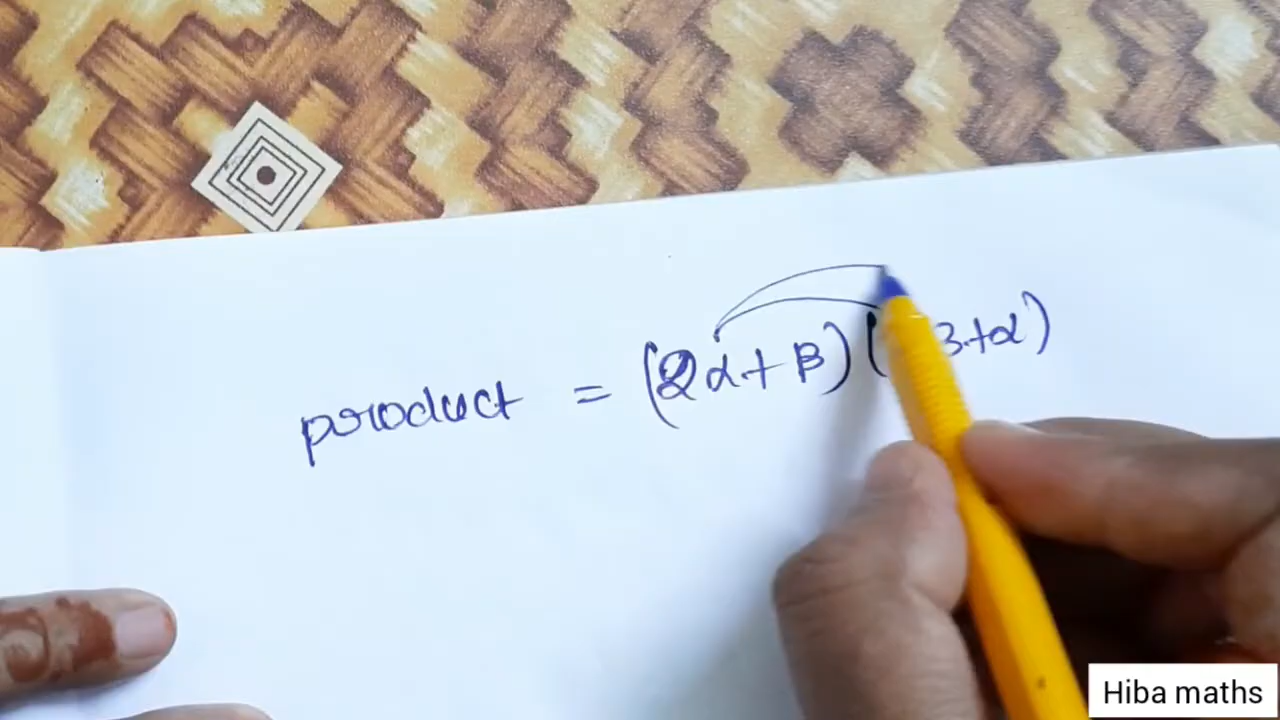 product = (2α+β)( β+α)
Hiba maths